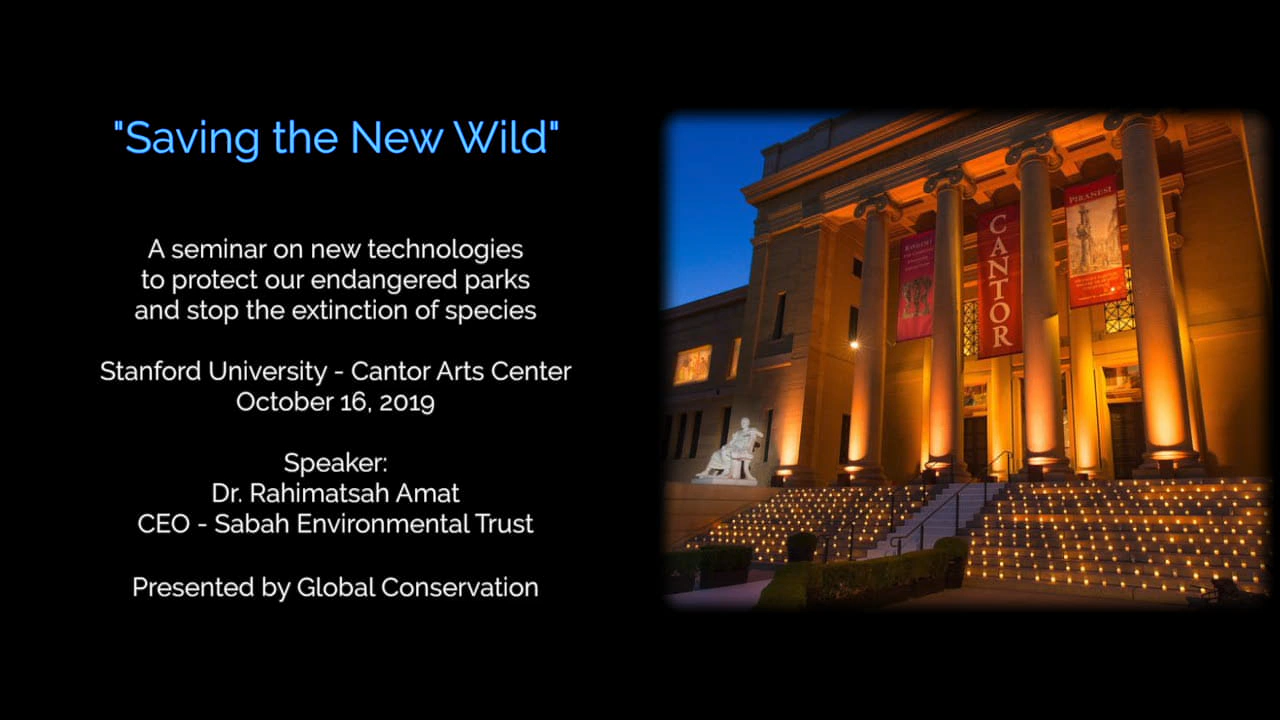 "Saving the New Wild"
A seminar on new technologies
to protect our endangered parks
and stop the extinction of species
Stanford University - Cantor Arts Center
October 16, 2019
Speaker:
Dr. Rahimatsah Amat
CEO - Sabah Environmental Trust
Presented by Global Conservation
CANTOR
PIRANESI